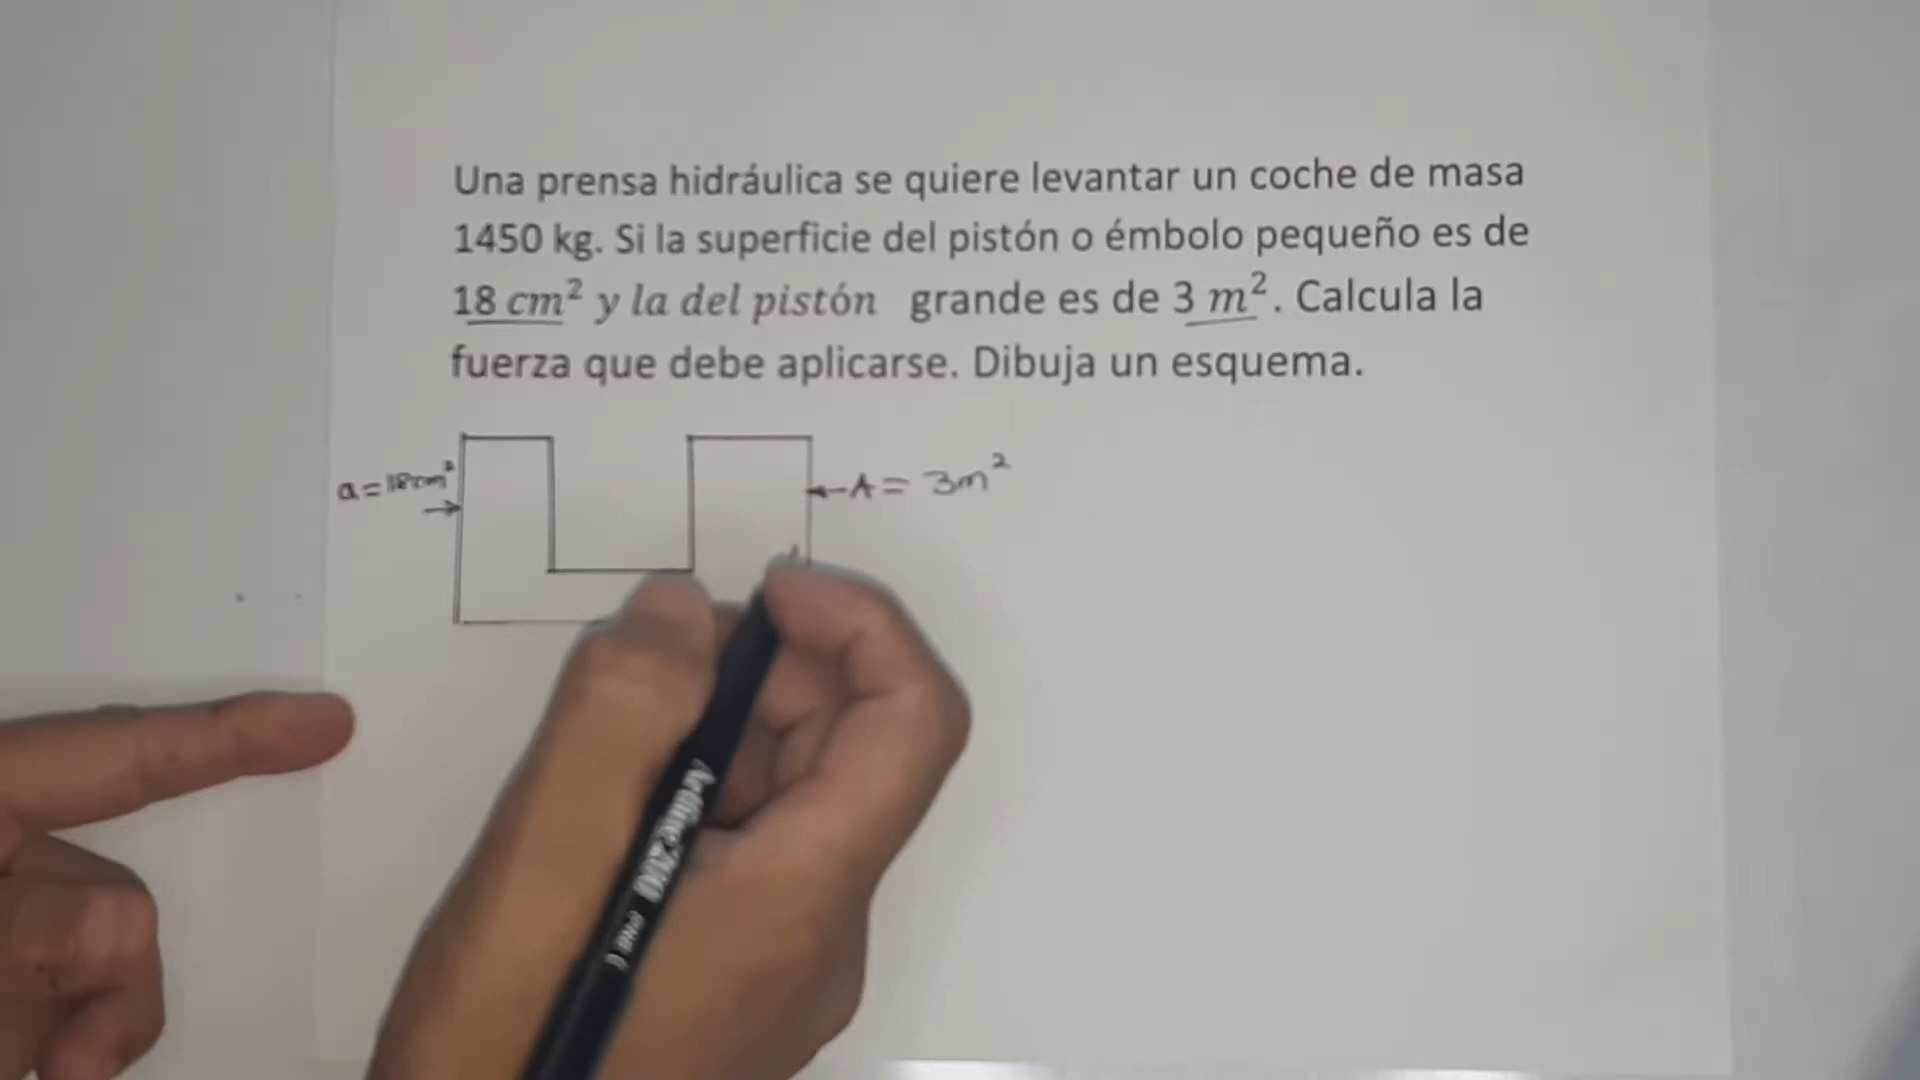 Una prensa hidráulica se quiere levantar un coche de masa
1450 kg. Si la superficie del pistón o émbolo pequeño es de
18 cm² y la del pistón grande es de 3 m². Calcula la
fuerza que debe aplicarse. Dibuja un esquema.
a = 18cm²
A = 3m²
Artline 200